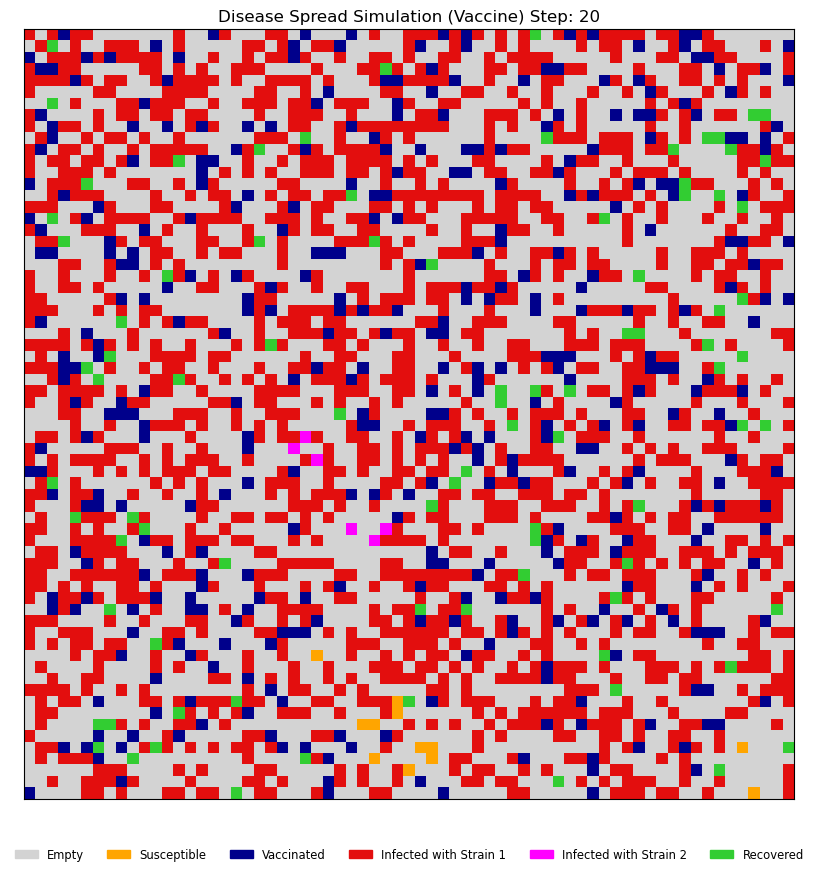 Disease Spread Simulation (Vaccine) Step: 20
Empty Susceptible Vaccinated Infected with Strain 1 Infected with Strain 2 Recovered